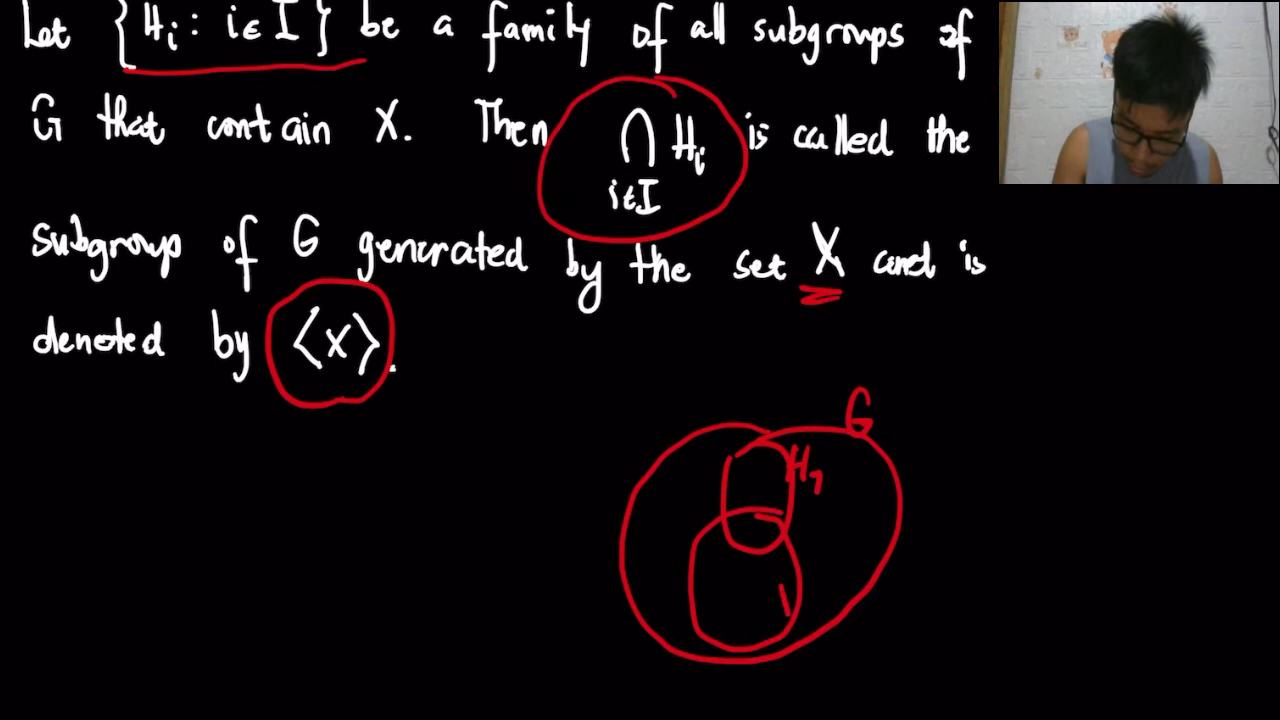 Let {Hᵢ : i ∈ I} be a family of all subgroups of
G that contain X. Then ⋂ Hᵢ is called the
i∈I
subgroup of G generated by the set X and is
denoted by ⟨X⟩.
G
H₁